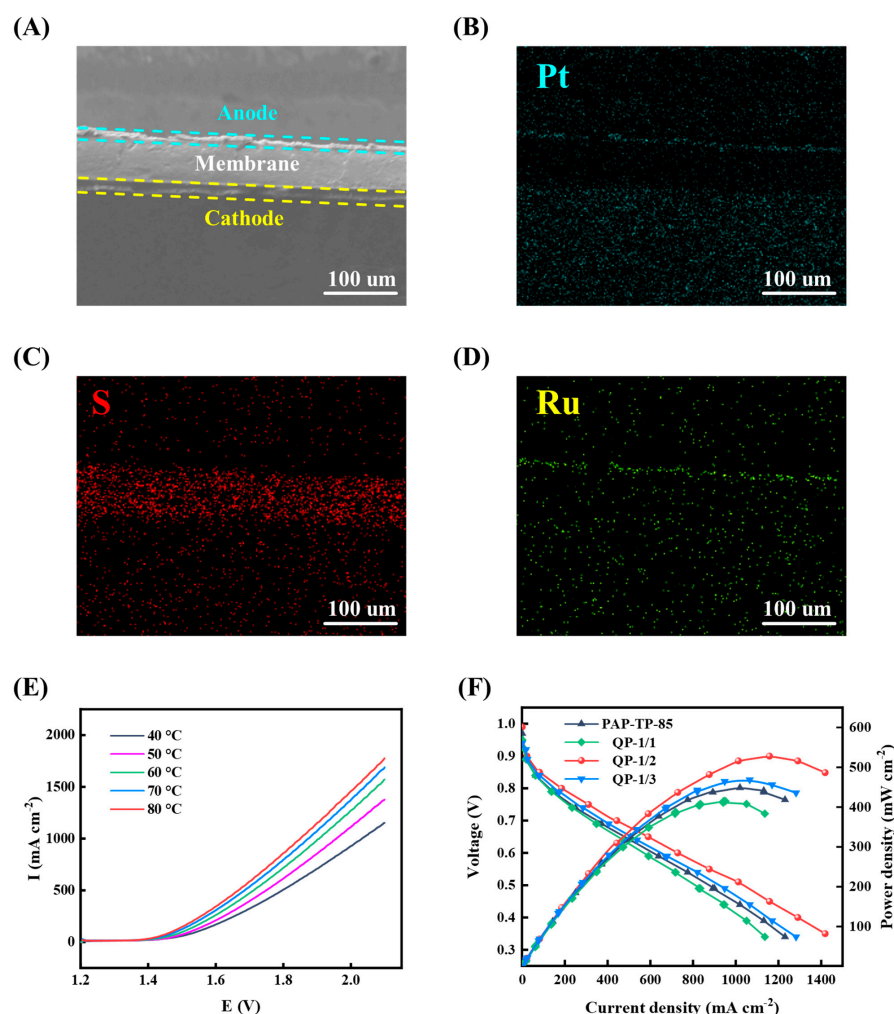 (A)
Anode
Membrane
Cathode
100 um
(B)
Pt
100 um
(C)
S
100 um
(D)
Ru
100 um
(E)
I (mA cm⁻²)
2000
1500
1000
500
0
40 °C
50 °C
60 °C
70 °C
80 °C
1.2 1.4 1.6 1.8 2.0
E (V)
(F)
Voltage (V)
1.0
0.9
0.8
0.7
0.6
0.5
0.4
0.3
PAP-TP-85
QP-1/1
QP-1/2
QP-1/3
600
500
400
300
200
100
Power density (mW cm⁻²)
0 200 400 600 800 1000 1200 1400
Current density (mA cm⁻²)